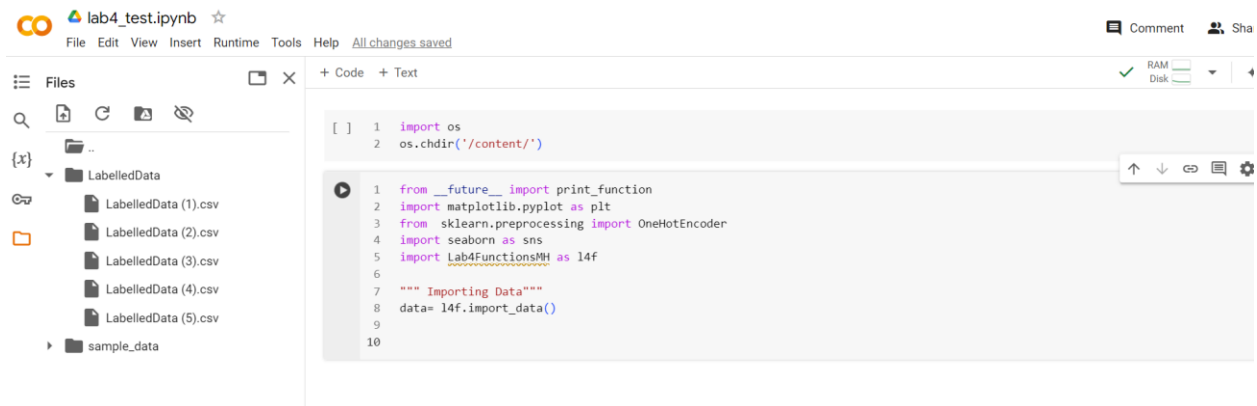 lab4_test.ipynb
File Edit View Insert Runtime Tools Help All changes saved
Comment
Files
+ Code + Text
RAM
Disk
..
LabelledData
LabelledData (1).csv
LabelledData (2).csv
LabelledData (3).csv
LabelledData (4).csv
LabelledData (5).csv
sample_data
{x}
[ ] 1 import os
2 os.chdir('/content/')
1 from __future__ import print_function
2 import matplotlib.pyplot as plt
3 from sklearn.preprocessing import OneHotEncoder
4 import seaborn as sns
5 import Lab4FunctionsMH as l4f
6
7 """ Importing Data"""
8 data= l4f.import_data()
9
10